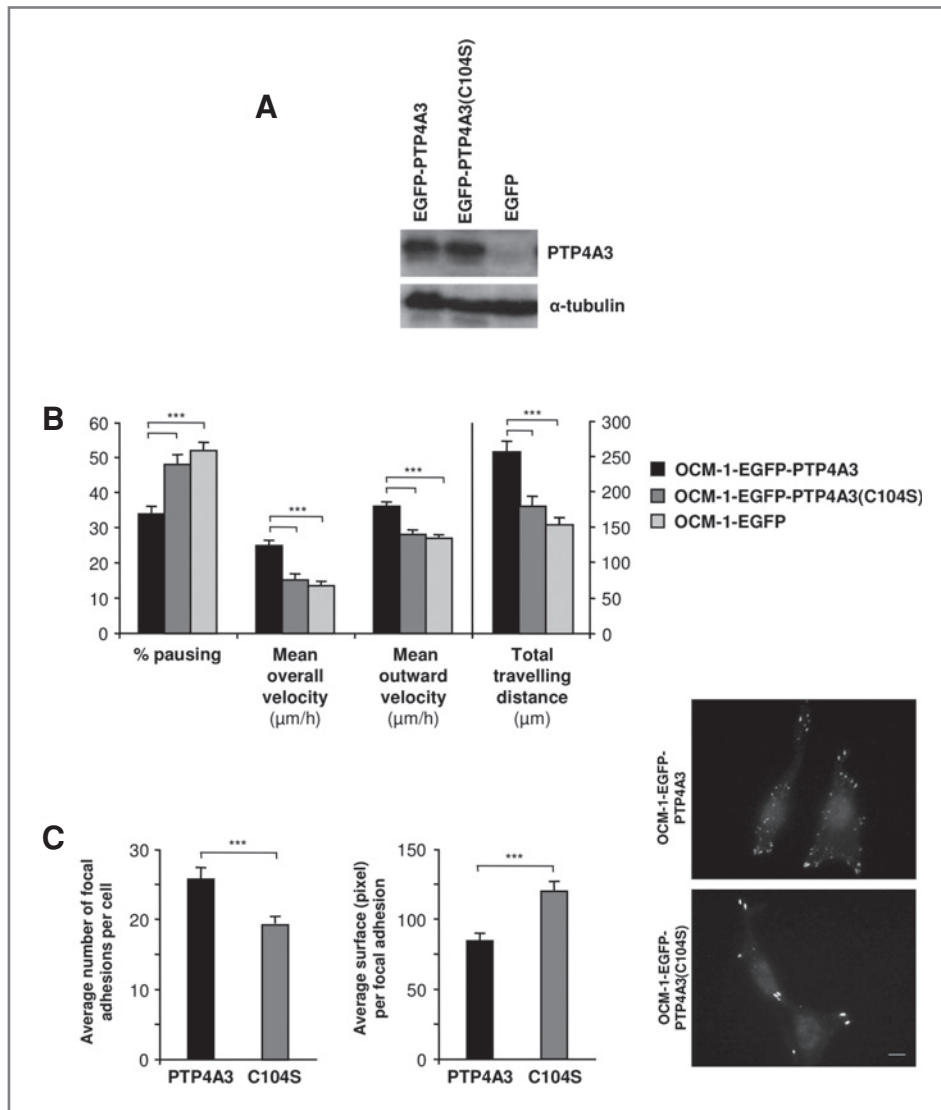 A
EGFP-PTP4A3
EGFP-PTP4A3(C104S)
EGFP
PTP4A3
α-tubulin
B
60
50
40
30
20
10
0
***
***
***
***
300
250
200
150
100
50
0
% pausing
Mean
overall
velocity
(µm/h)
Mean
outward
velocity
(µm/h)
Total
travelling
distance
(µm)
OCM-1-EGFP-PTP4A3
OCM-1-EGFP-PTP4A3(C104S)
OCM-1-EGFP
C
Average number of focal
adhesions per cell
30
20
10
0
***
PTP4A3 C104S
Average surface (pixel)
per focal adhesion
150
100
50
0
***
PTP4A3 C104S
OCM-1-EGFP-
PTP4A3
OCM-1-EGFP-
PTP4A3(C104S)